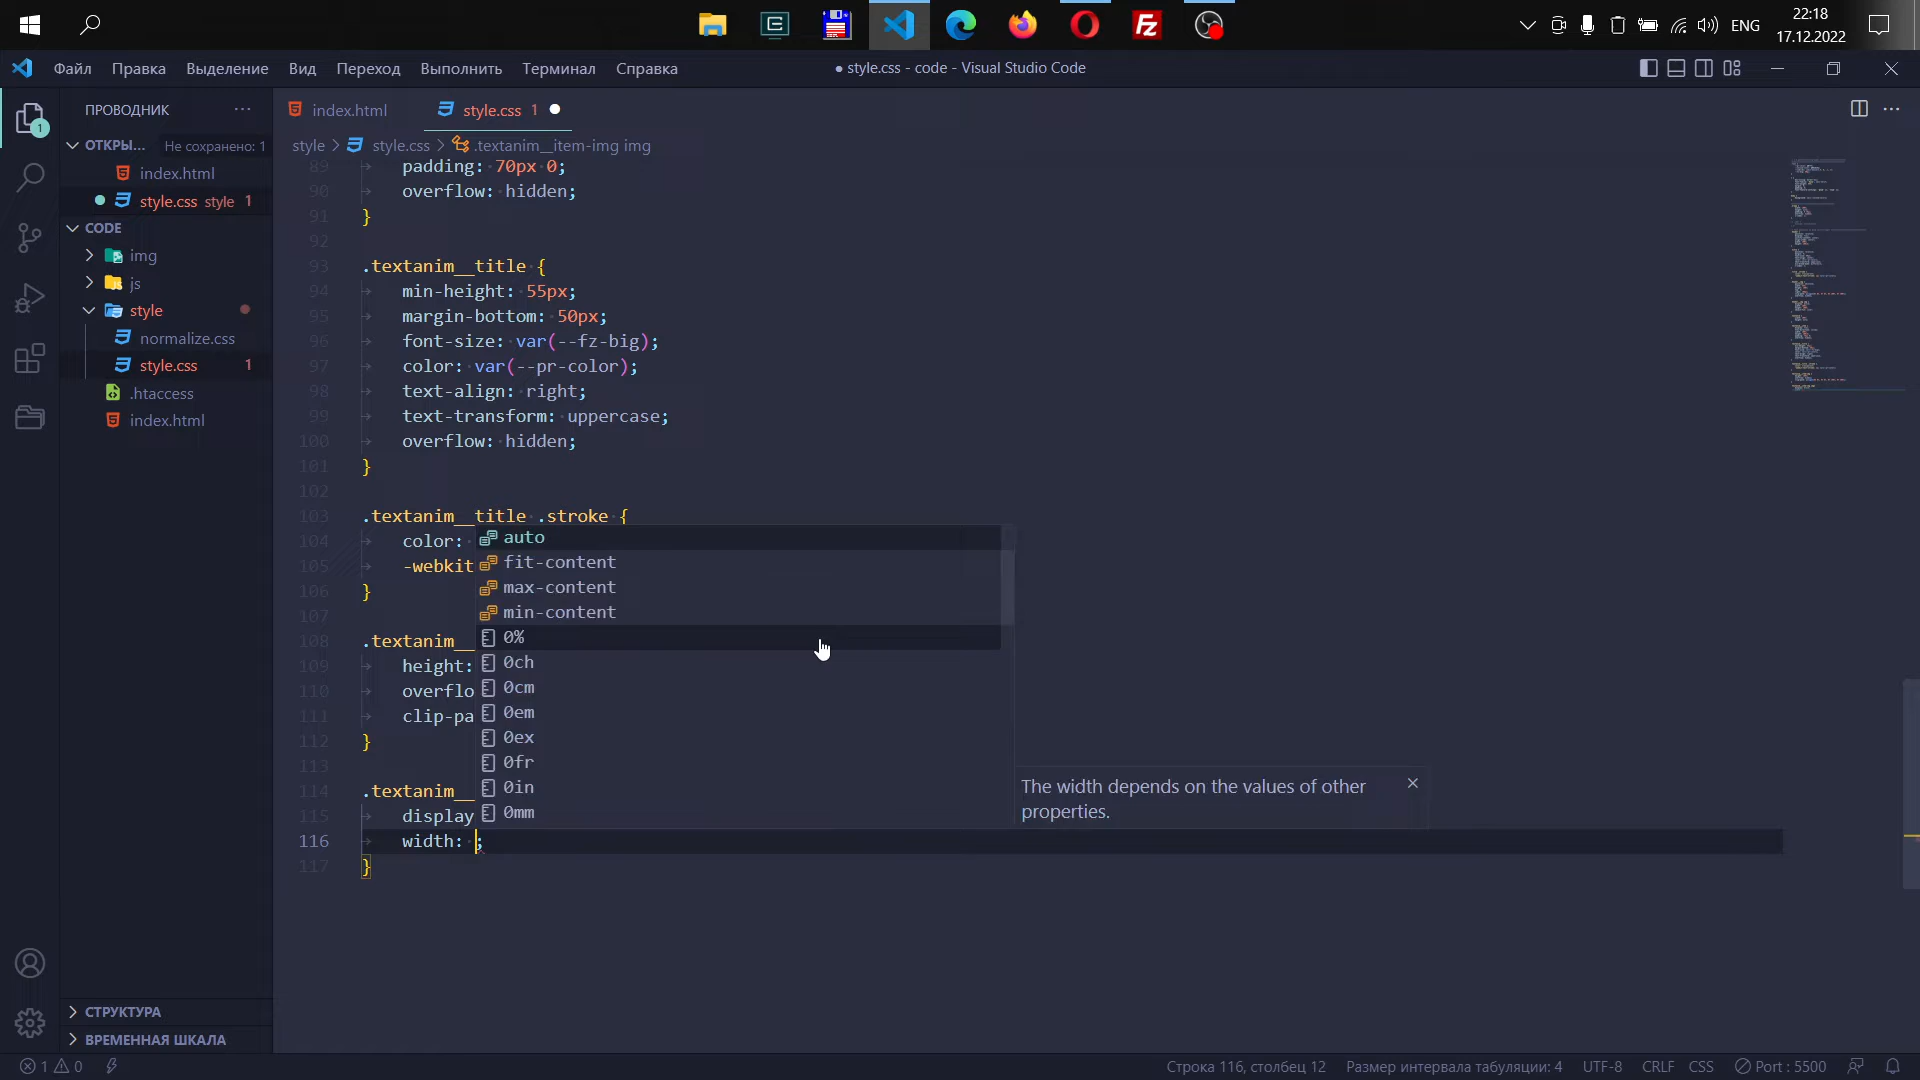 ENG
22:18
17.12.2022
Файл Правка Выделение Вид Переход Выполнить Терминал Справка
● style.css - code - Visual Studio Code
ПРОВОДНИК
index.html
style.css 1
ОТКРЫ... Не сохранено: 1
style > style.css > .textanim__item-img img
index.html
style.css style 1
CODE
img
js
style
normalize.css
style.css 1
.htaccess
index.html
89 padding: 70px 0;
90 overflow: hidden;
91 }
92
93 .textanim__title {
94 min-height: 55px;
95 margin-bottom: 50px;
96 font-size: var(--fz-big);
97 color: var(--pr-color);
98 text-align: right;
99 text-transform: uppercase;
100 overflow: hidden;
101 }
102
103 .textanim__title .stroke {
104 color:
105 -webkit
106 }
107
108 .textanim__
109 height:
110 overflo
111 clip-pa
112 }
113
114 .textanim__
115 display
116 width: ;
117 }
auto
fit-content
max-content
min-content
0%
0ch
0cm
0em
0ex
0fr
0in
0mm
The width depends on the values of other
properties.
СТРУКТУРА
ВРЕМЕННАЯ ШКАЛА
1 0
Строка 116, столбец 12 Размер интервала табуляции: 4 UTF-8 CRLF CSS Port : 5500